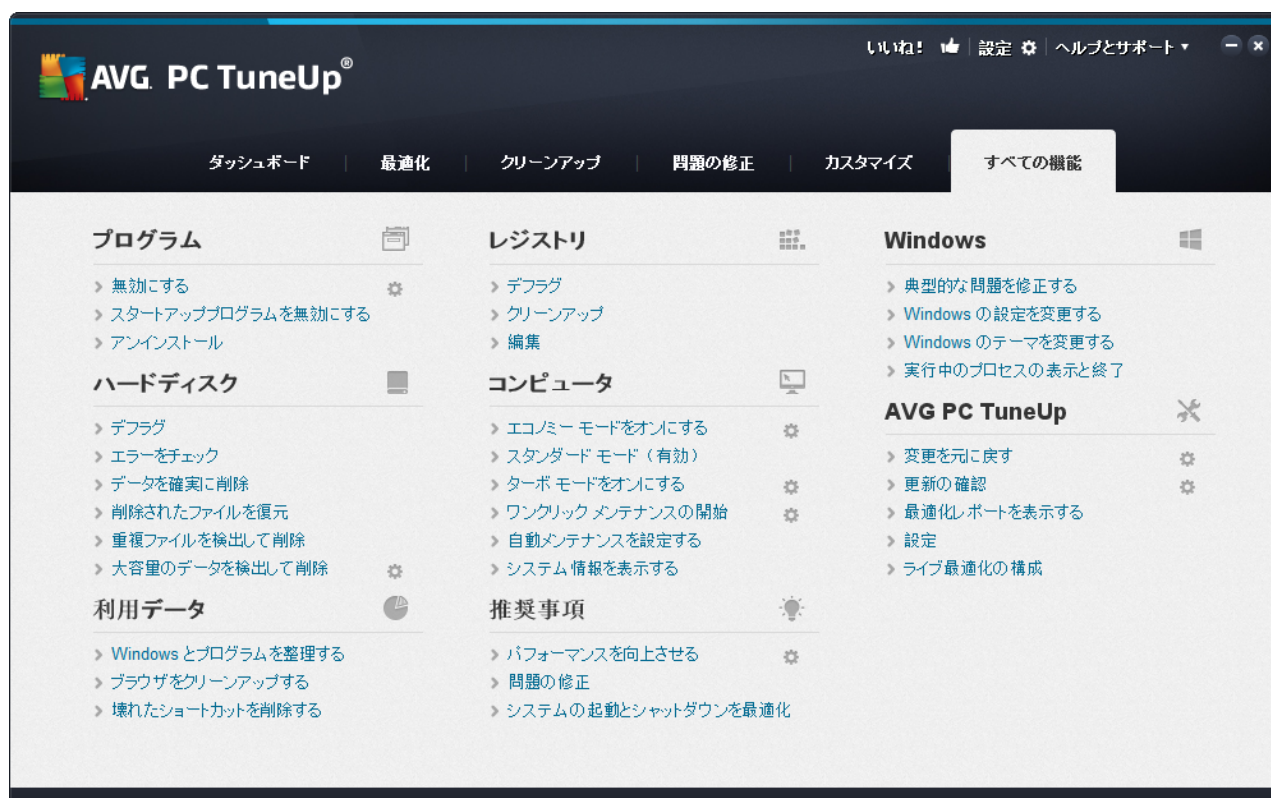 いいね!
設定
ヘルプとサポート
AVG. PC TuneUp®
ダッシュボード
最適化
クリーンアップ
問題の修正
カスタマイズ
すべての機能
プログラム
無効にする
スタートアッププログラムを無効にする
アンインストール
ハードディスク
デフラグ
エラーをチェック
データを確実に削除
削除されたファイルを復元
重複ファイルを検出して削除
大容量のデータを検出して削除
利用データ
Windows とプログラムを整理する
ブラウザをクリーンアップする
壊れたショートカットを削除する
レジストリ
デフラグ
クリーンアップ
編集
コンピュータ
エコノミー モードをオンにする
スタンダード モード（有効）
ターボ モードをオンにする
ワンクリック メンテナンスの開始
自動メンテナンスを設定する
システム情報を表示する
推奨事項
パフォーマンスを向上させる
問題の修正
システムの起動とシャットダウンを最適化
Windows
典型的な問題を修正する
Windows の設定を変更する
Windows のテーマを変更する
実行中のプロセスの表示と終了
AVG PC TuneUp
変更を元に戻す
更新の確認
最適化レポートを表示する
設定
ライブ最適化の構成